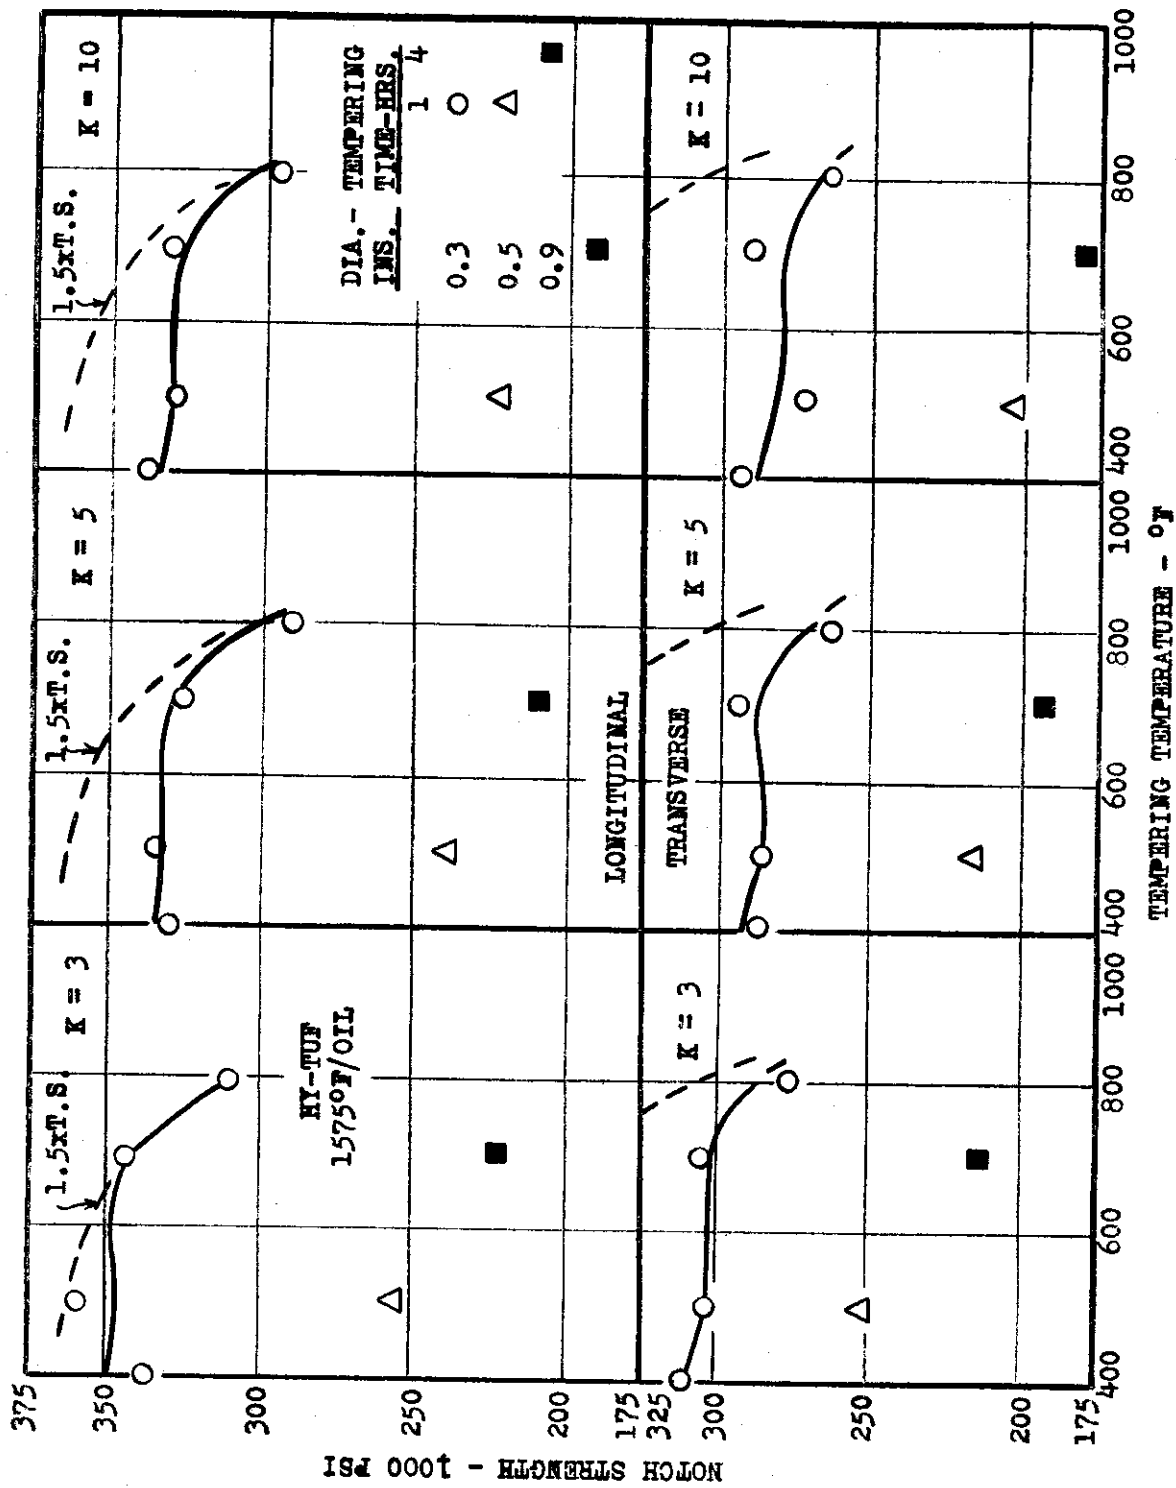 NOTCH STRENGTH - 1000 PSI
375
350
300
250
200
175
325
300
250
200
175
1.5xT.S.
K = 3
1.5xT.S.
K = 5
1.5xT.S.
K = 10
HY-TUF
1575°F/OIL
DIA.- TEMPERING
INS. TIME-HRS.
1 4
0.3
0.5
0.9
LONGITUDINAL
TRANSVERSE
K = 3
K = 5
K = 10
400 600 800 1000
400 600 800 1000
400 600 800 1000
TEMPERING TEMPERATURE - °F